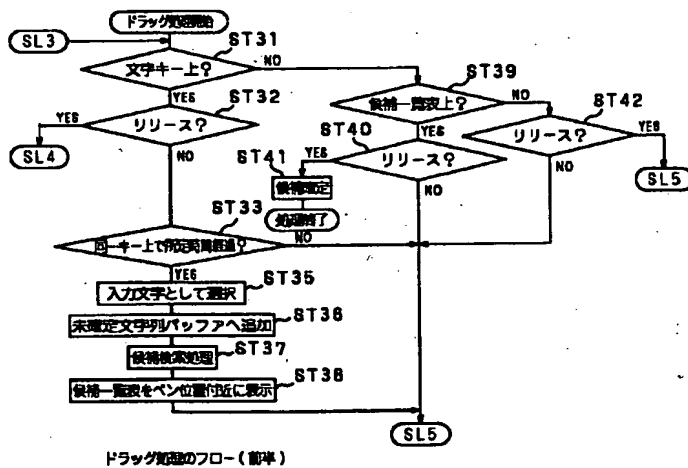 ドラッグ処理開始
SL3
ST31
文字キー上?
NO
YES
ST32
リリース?
YES
SL4
NO
ST33
同一キー上で所定時間経過?
NO
YES
ST35
入力文字として選択
ST36
未確定文字列バッファへ追加
ST37
候補検索処理
ST38
候補一覧表をペン位置付近に表示
ST39
候補一覧表上?
NO
YES
ST40
リリース?
YES
NO
ST41
候補確定
処理終了
ST42
リリース?
YES
NO
SL5
SL5
ドラッグ処理のフロー(前半)